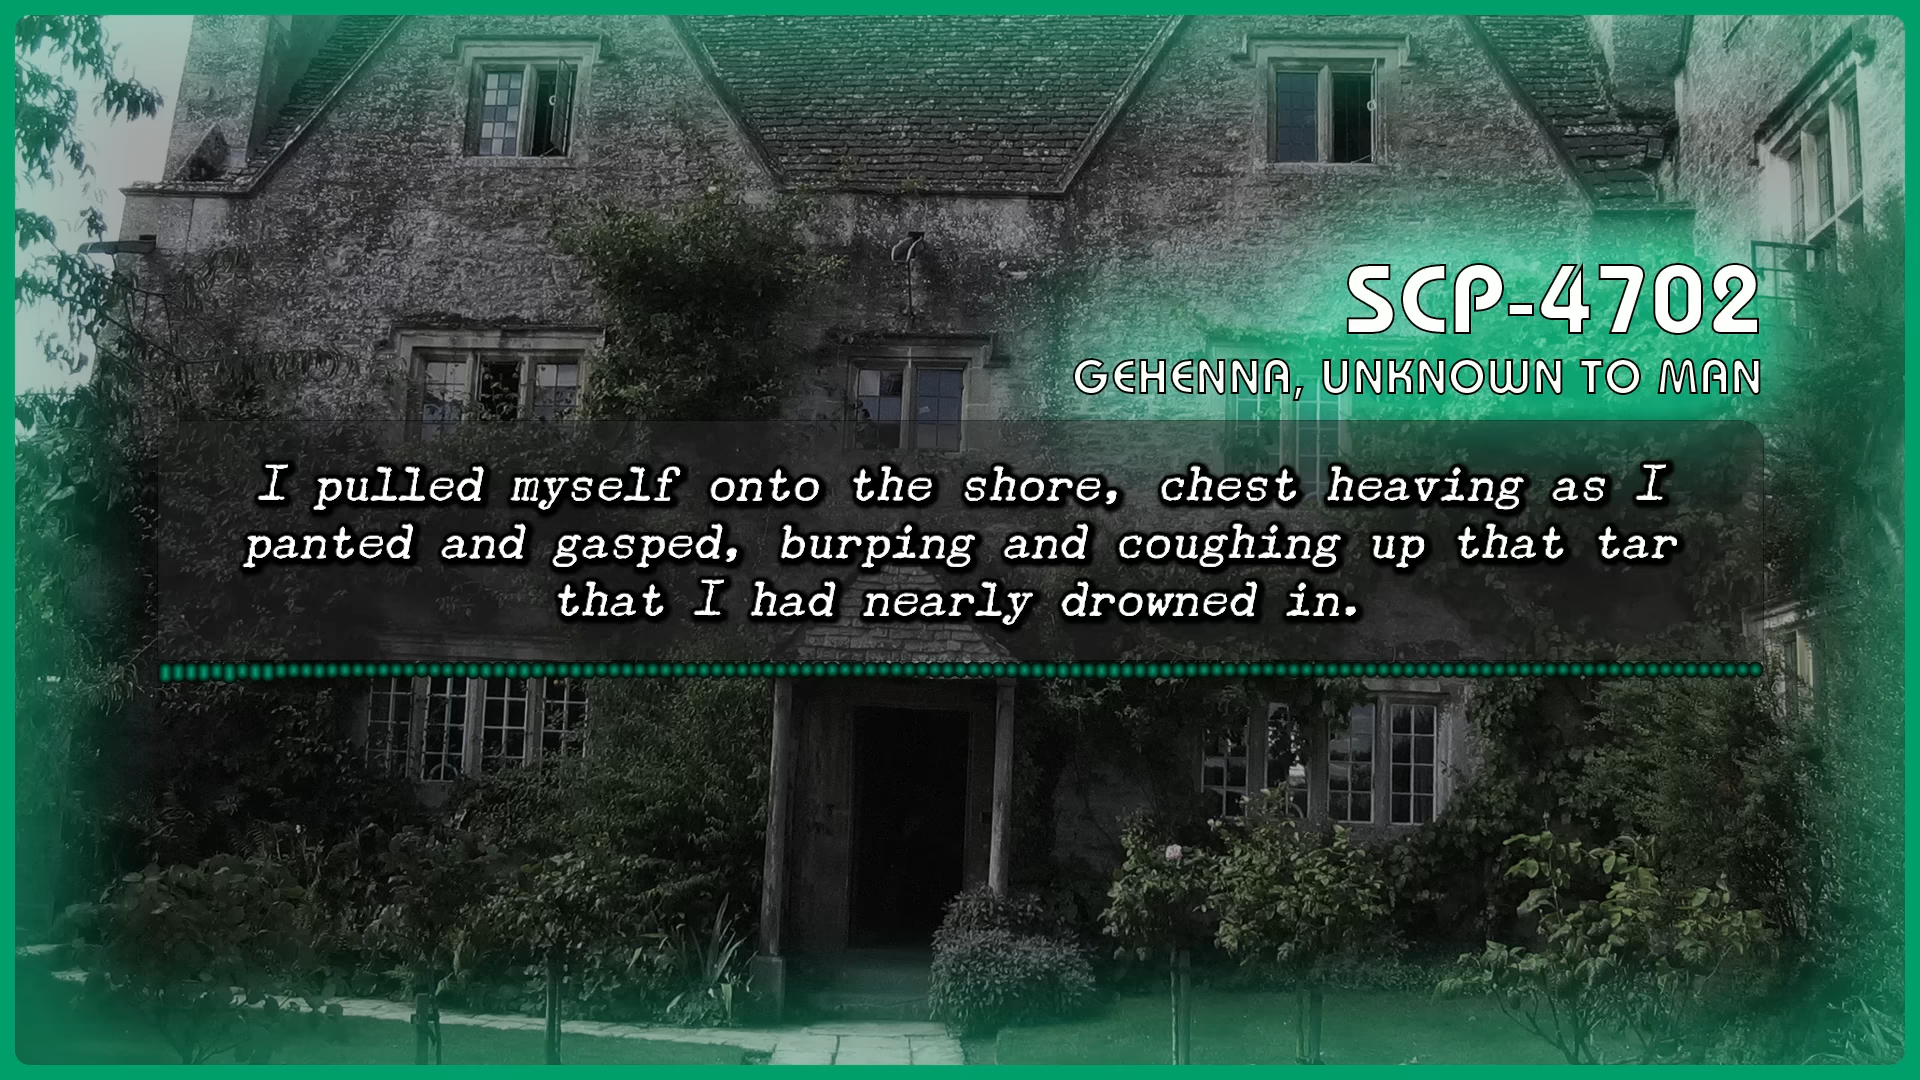 SCP-4702
GEHENNA, UNKNOWN TO MAN
I pulled myself onto the shore, chest heaving as I
panted and gasped, burping and coughing up that tar
that I had nearly drowned in.